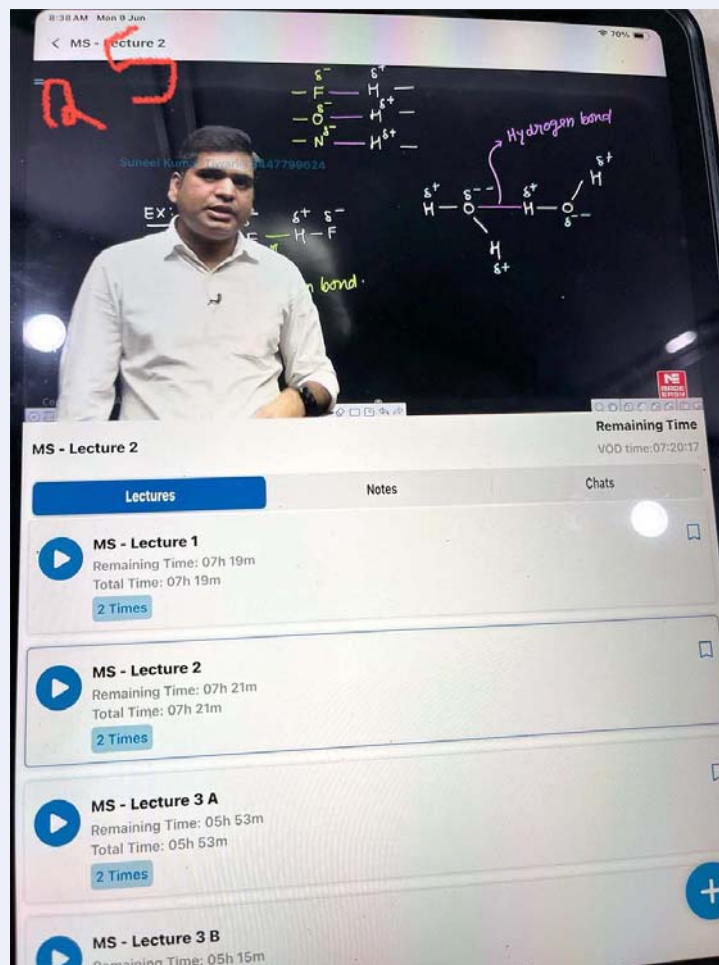 8:38 AM Mon 9 Jun
70%
< MS - Lecture 2
δ- δ+
— F — H —
δ- δ+
— O — H —
δ- δ+
— N — H —
Hydrogen bond
Suneel Kumar 9447799624
δ+ δ-- δ+ δ+
H — O — H — O H
δ--
H
δ+
Ex:
δ+ δ-
— H — F
bond.
MADE
EASY
MS - Lecture 2
Remaining Time
VOD time:07:20:17
Lectures Notes Chats
MS - Lecture 1
Remaining Time: 07h 19m
Total Time: 07h 19m
2 Times
MS - Lecture 2
Remaining Time: 07h 21m
Total Time: 07h 21m
2 Times
MS - Lecture 3 A
Remaining Time: 05h 53m
Total Time: 05h 53m
2 Times
MS - Lecture 3 B
Remaining Time: 05h 15m